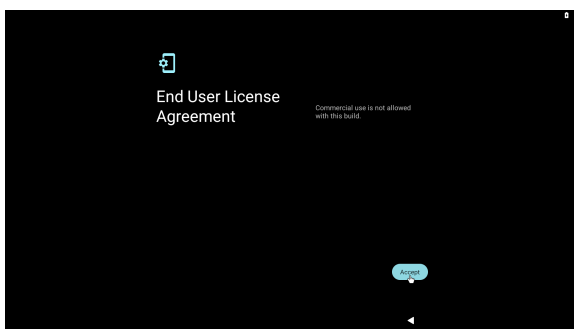 End User License
Agreement
Commercial use is not allowed
with this build.
Accept